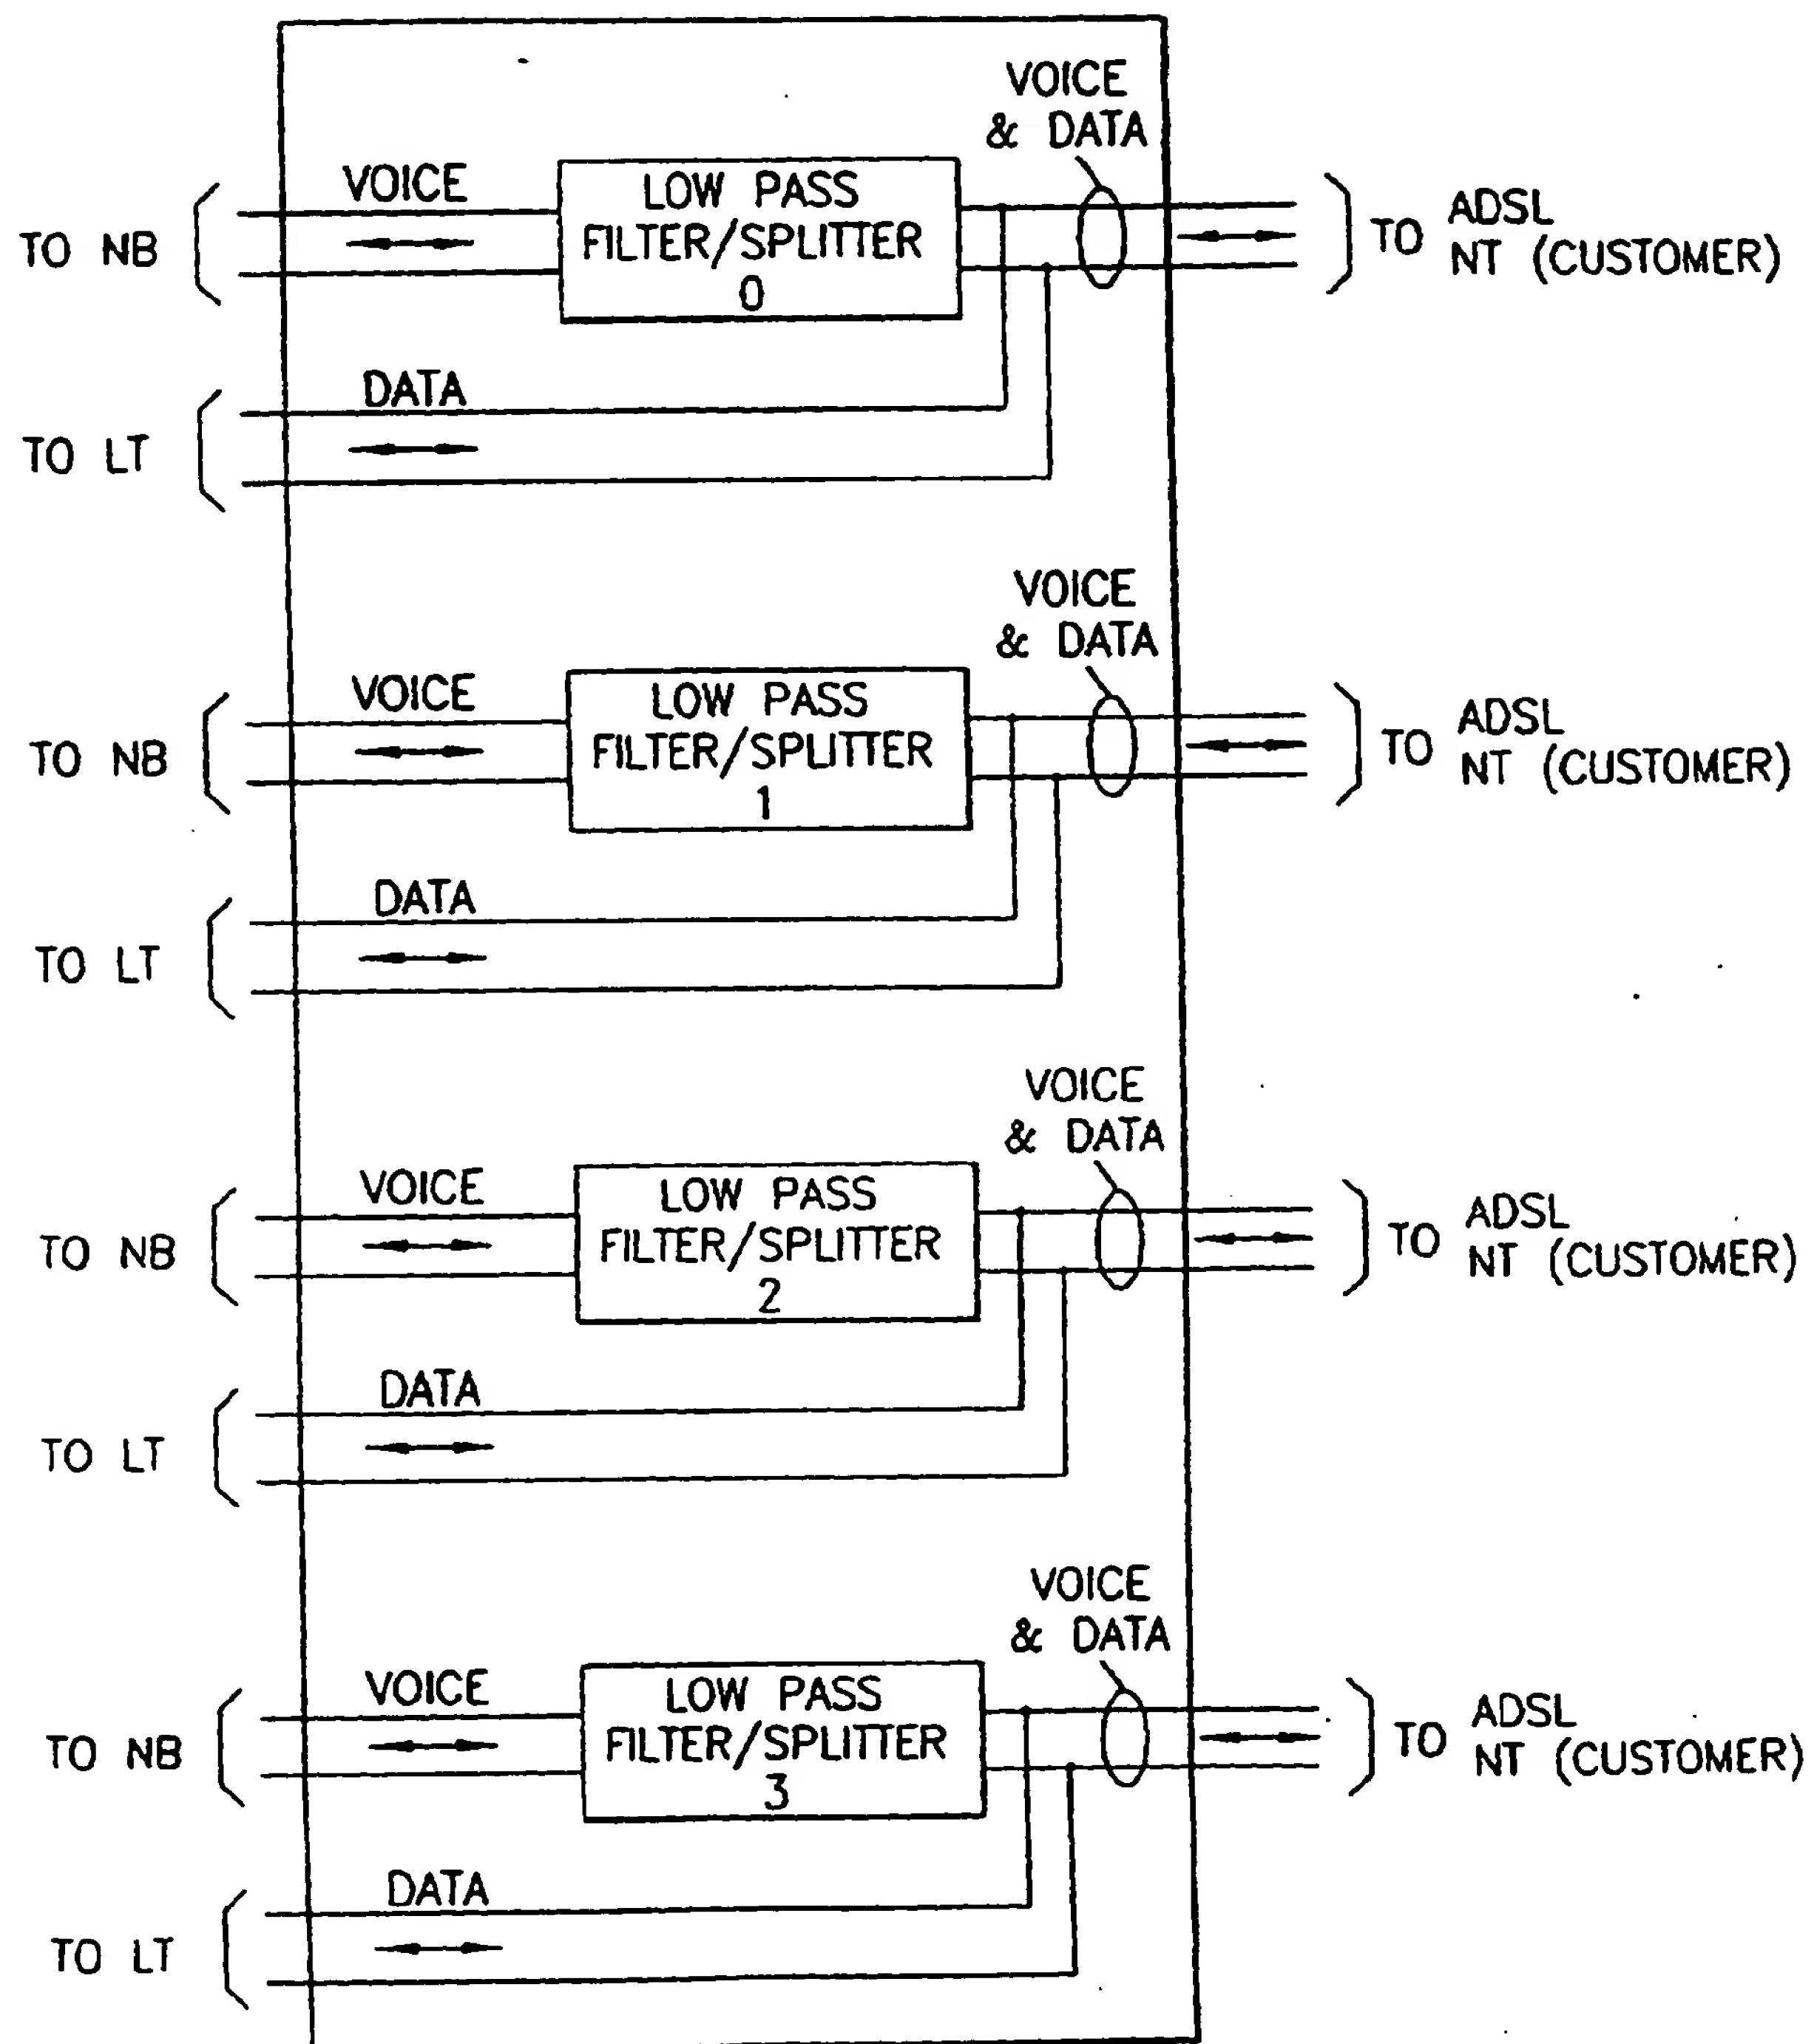 VOICE
& DATA
VOICE
LOW PASS
FILTER/SPLITTER
0
TO NB
TO ADSL
NT (CUSTOMER)
DATA
TO LT
VOICE
& DATA
VOICE
LOW PASS
FILTER/SPLITTER
1
TO NB
TO ADSL
NT (CUSTOMER)
DATA
TO LT
VOICE
& DATA
VOICE
LOW PASS
FILTER/SPLITTER
2
TO NB
TO ADSL
NT (CUSTOMER)
DATA
TO LT
VOICE
& DATA
VOICE
LOW PASS
FILTER/SPLITTER
3
TO NB
TO ADSL
NT (CUSTOMER)
DATA
TO LT